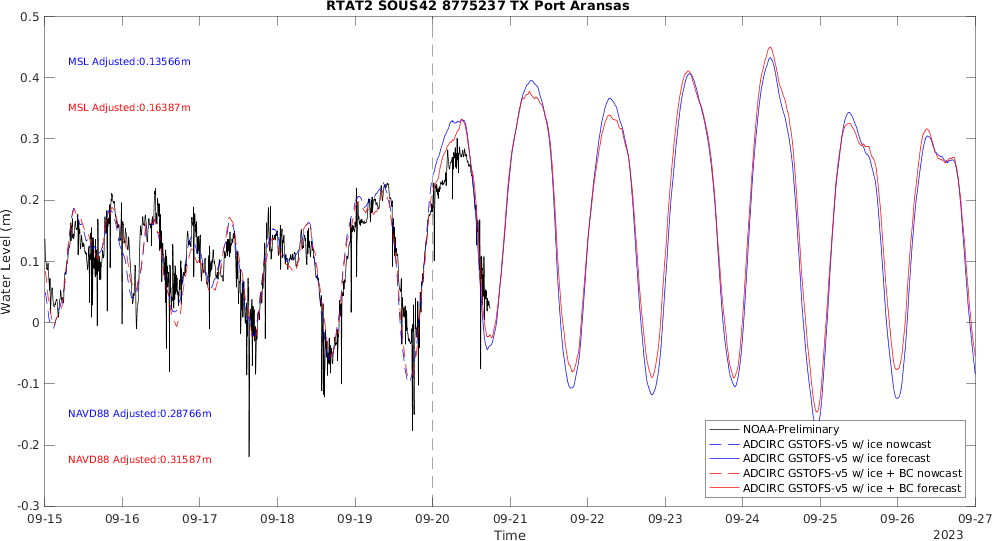 RTAT2 SOUS42 8775237 TX Port Aransas
0.5
0.4
0.3
0.2
0.1
0
-0.1
-0.2
-0.3
Water Level (m)
MSL Adjusted:0.13566m
MSL Adjusted:0.16387m
NAVD88 Adjusted:0.28766m
NAVD88 Adjusted:0.31587m
NOAA-Preliminary
ADCIRC GSTOFS-v5 w/ ice nowcast
ADCIRC GSTOFS-v5 w/ ice forecast
ADCIRC GSTOFS-v5 w/ ice + BC nowcast
ADCIRC GSTOFS-v5 w/ ice + BC forecast
09-15 09-16 09-17 09-18 09-19 09-20 09-21 09-22 09-23 09-24 09-25 09-26 09-27
Time
2023